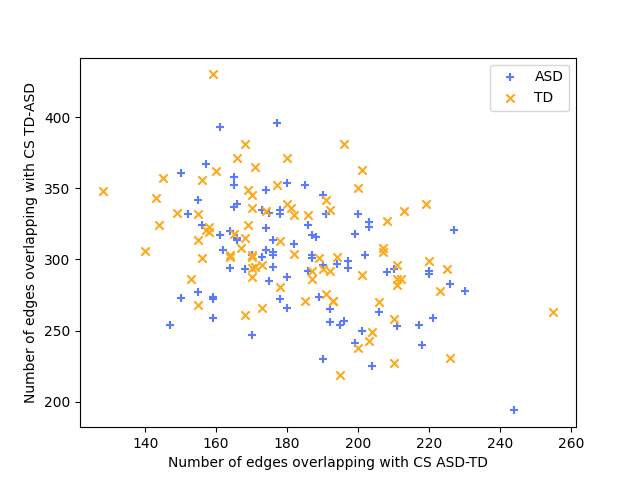 ASD
TD
Number of edges overlapping with CS TD-ASD
400
350
300
250
200
140 160 180 200 220 240 260
Number of edges overlapping with CS ASD-TD